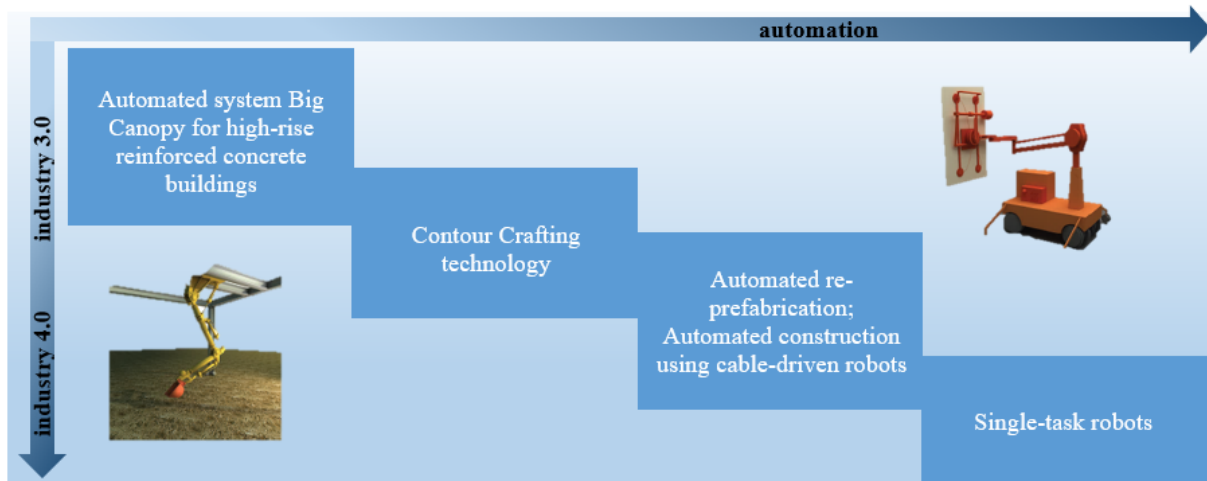 automation
industry 3.0
industry 4.0
Automated system Big
Canopy for high-rise
reinforced concrete
buildings
Contour Crafting
technology
Automated re-
prefabrication;
Automated construction
using cable-driven robots
Single-task robots